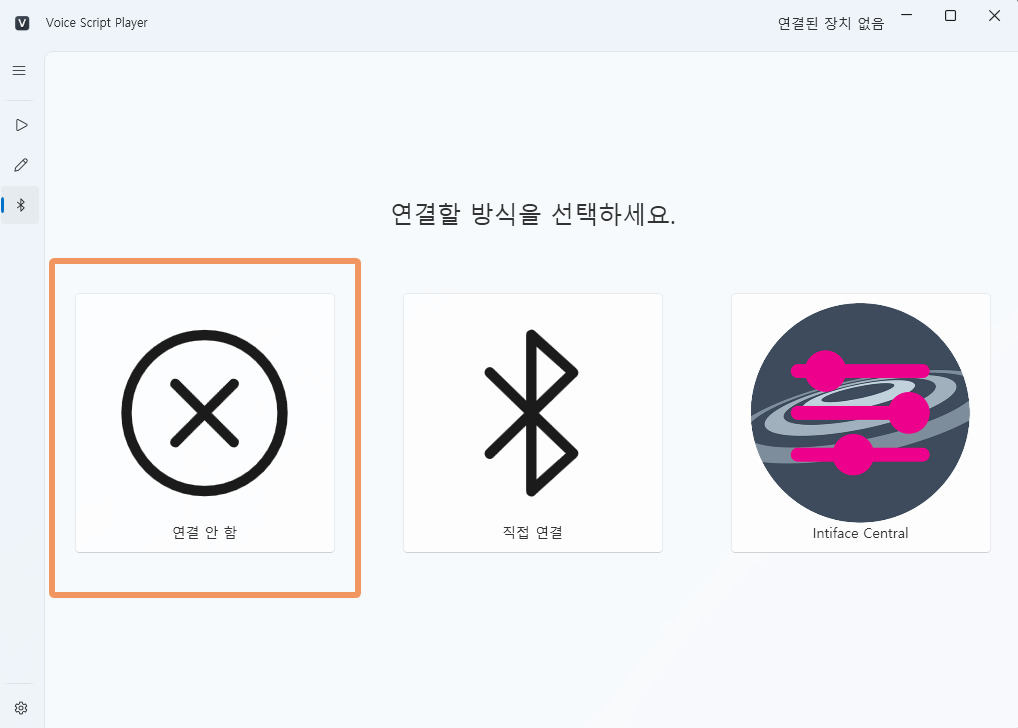 V
Voice Script Player
연결된 장치 없음
연결할 방식을 선택하세요.
연결 안 함
직접 연결
Intiface Central